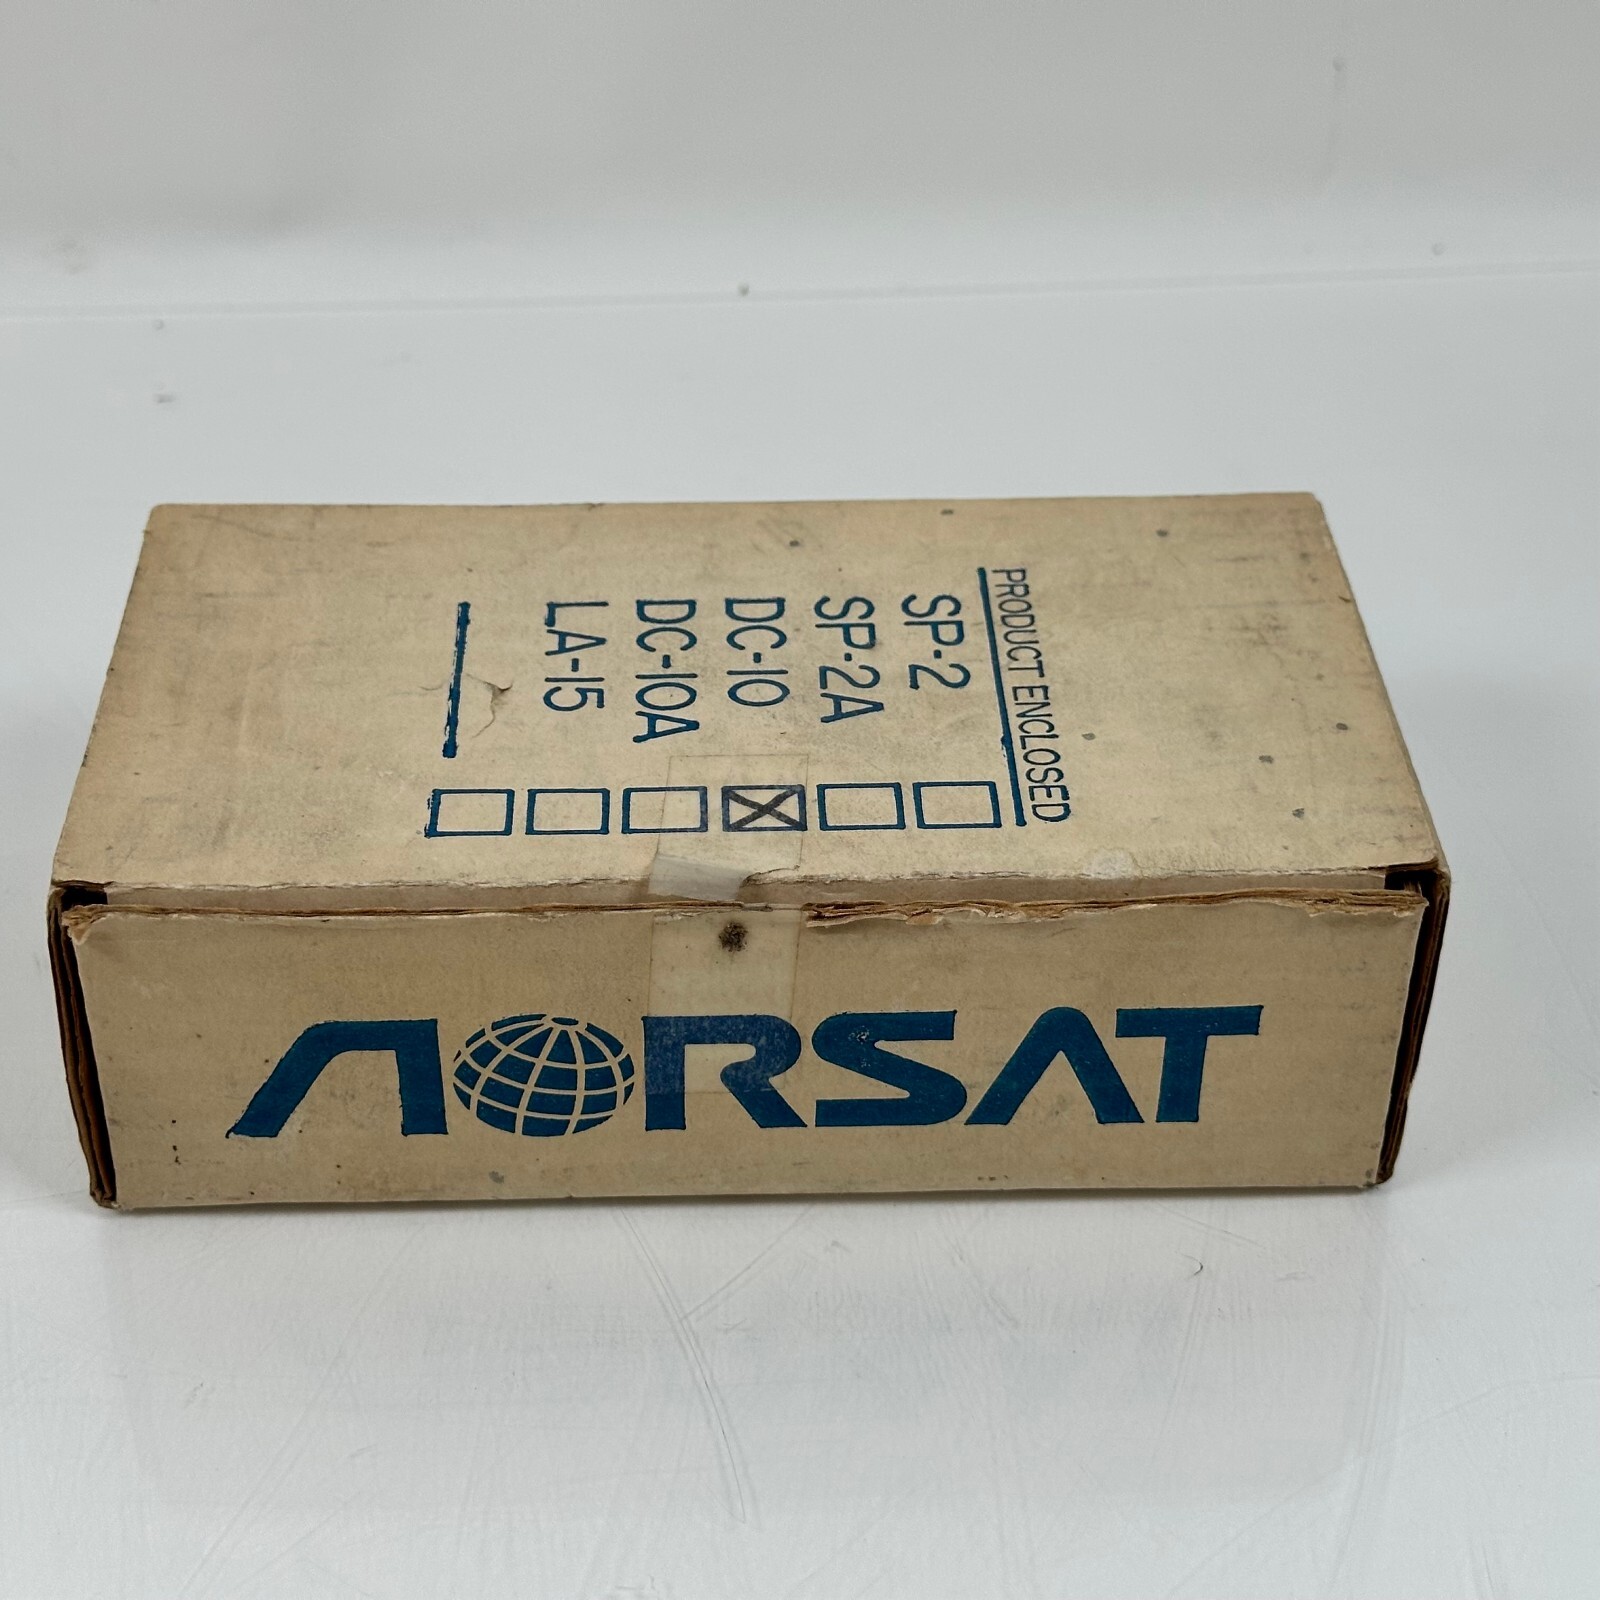 PRODUCT ENCLOSED
SP-2
SP-2A
DC-10
DC-10A
LA-15
NORSAT